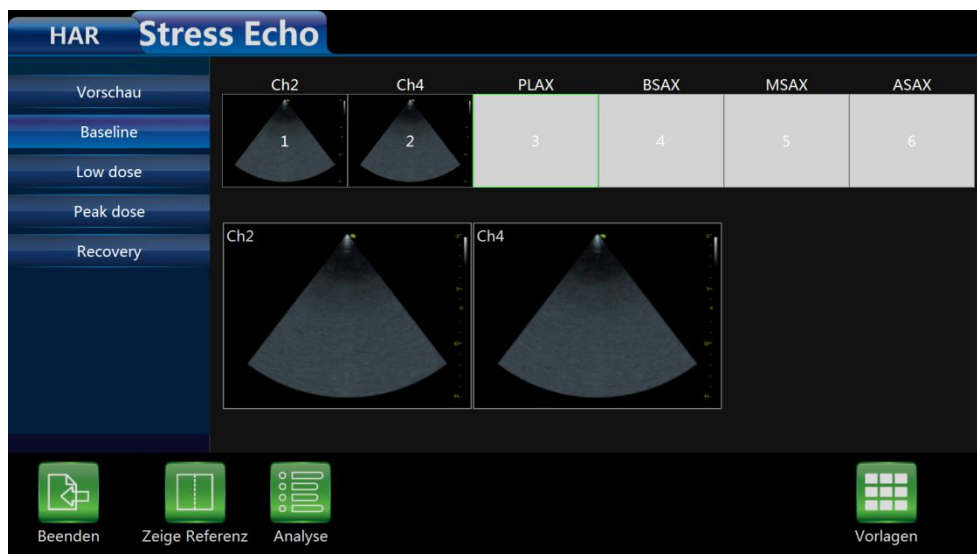 HAR Stress Echo
Vorschau
Baseline
Low dose
Peak dose
Recovery
Ch2 Ch4 PLAX BSAX MSAX ASAX
1 2 3 4 5 6
Ch2 Ch4
Beenden Zeige Referenz Analyse Vorlagen